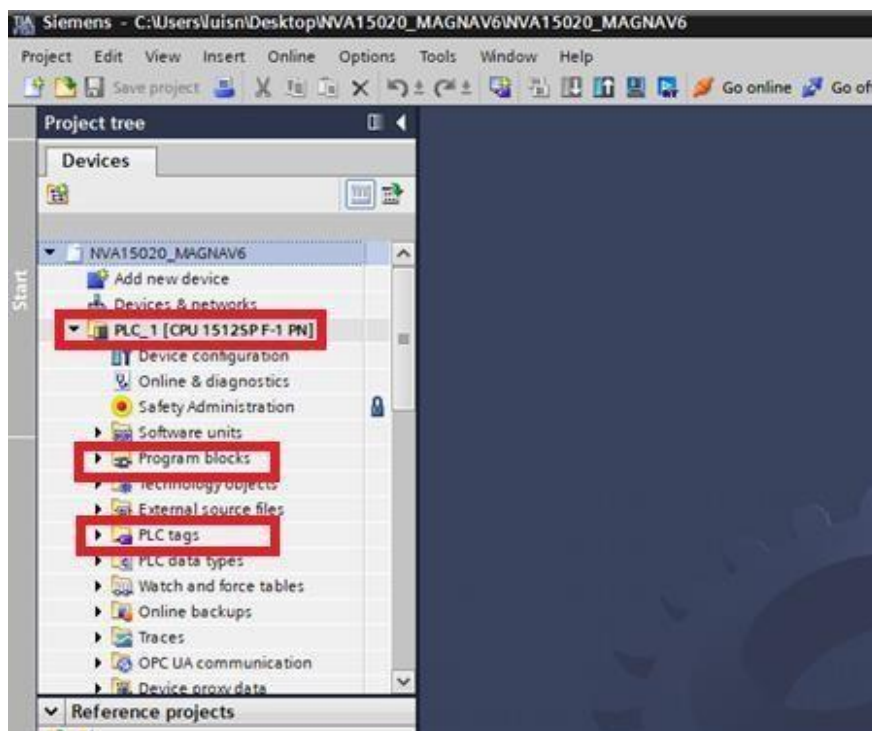 Siemens - C:\Users\luisn\Desktop\NVA15020_MAGNAV6\NVA15020_MAGNAV6
Project Edit View Insert Online Options Tools Window Help
Save project Go online Go of
Project tree
Devices
Start
NVA15020_MAGNAV6
Add new device
Devices & networks
PLC_1 [CPU 1512SP F-1 PN]
Device configuration
Online & diagnostics
Safety Administration
Software units
Program blocks
Technology objects
External source files
PLC tags
PLC data types
Watch and force tables
Online backups
Traces
OPC UA communication
Device proxy data
Reference projects